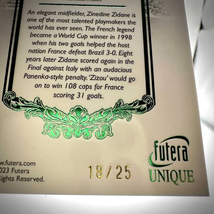 An elegant midfielder, Zinedine Zidane is
one of the most talented playmakers the
world has ever seen. The French legend
became a World Cup winner in 1998
when his two goals helped the host
nation France defeat Brazil 3-0. Eight
years later Zidane scored again in the
Final against Italy with an audacious
Panenka-style penalty. 'Zizou' would go
on to win 108 caps for France
scoring 31 goals.
www.futera.com
2023 Futera
Rights Reserved.
18/25
futera
UNIQUE